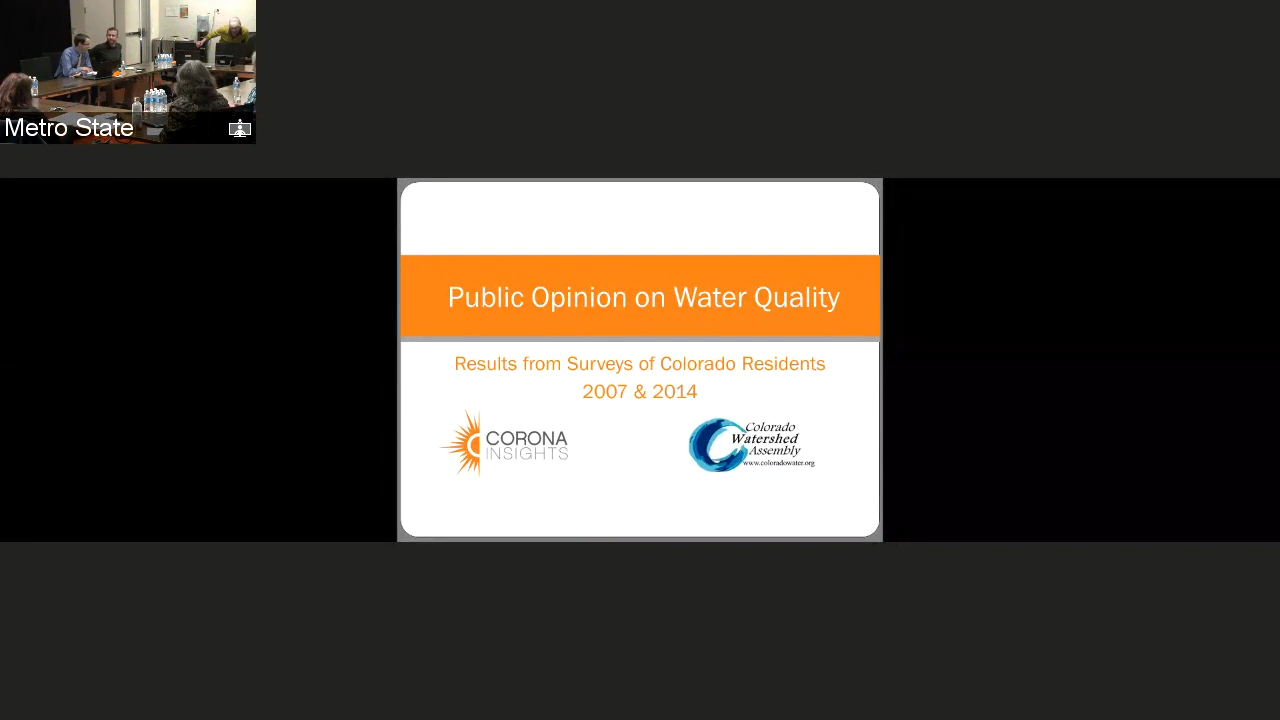 Metro State
Public Opinion on Water Quality
Results from Surveys of Colorado Residents
2007 & 2014
CORONA
INSIGHTS
Colorado
Watershed
Assembly
www.coloradowater.org